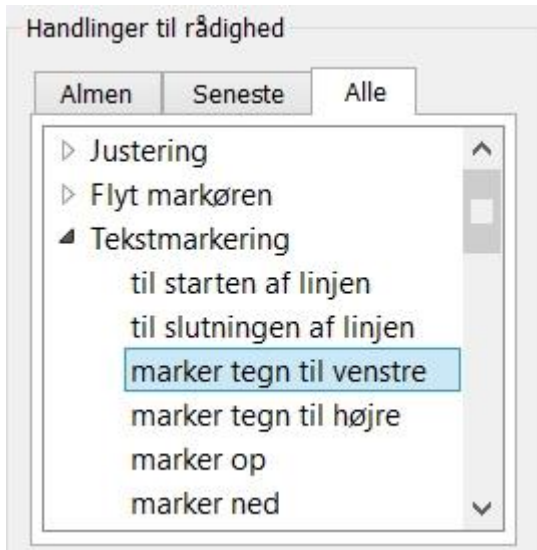 Handlinger til rådighed
Almen Seneste Alle
Justering
Flyt markøren
Tekstmarkering
til starten af linjen
til slutningen af linjen
marker tegn til venstre
marker tegn til højre
marker op
marker ned